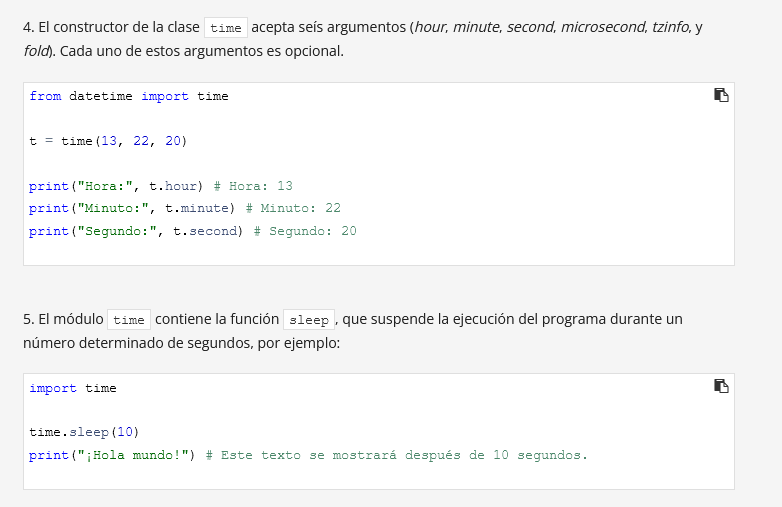 4. El constructor de la clase time acepta seís argumentos (hour, minute, second, microsecond, tzinfo, y
fold). Cada uno de estos argumentos es opcional.
from datetime import time
t = time(13, 22, 20)
print("Hora:", t.hour) # Hora: 13
print("Minuto:", t.minute) # Minuto: 22
print("Segundo:", t.second) # Segundo: 20
5. El módulo time contiene la función sleep, que suspende la ejecución del programa durante un
número determinado de segundos, por ejemplo:
import time
time.sleep(10)
print("¡Hola mundo!") # Este texto se mostrará después de 10 segundos.